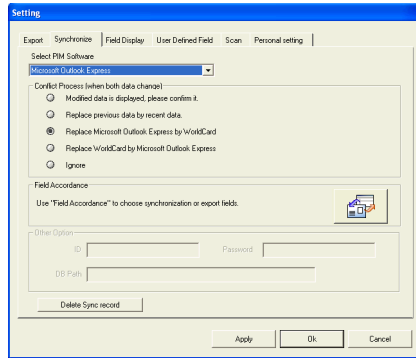 Setting
Export Synchronize Field Display User Defined Field Scan Personal setting
Select PIM Software
Microsoft Outlook Express
Conflict Process (when both data change)
Modified data is displayed, please confirm it.
Replace previous data by recent data.
Replace Microsoft Outlook Express by WorldCard
Replace WorldCard by Microsoft Outlook Express
Ignore
Field Accordance
Use "Field Accordance" to choose synchronization or export fields.
Other Option
ID Password
DB Path
Delete Sync record
Apply Ok Cancel